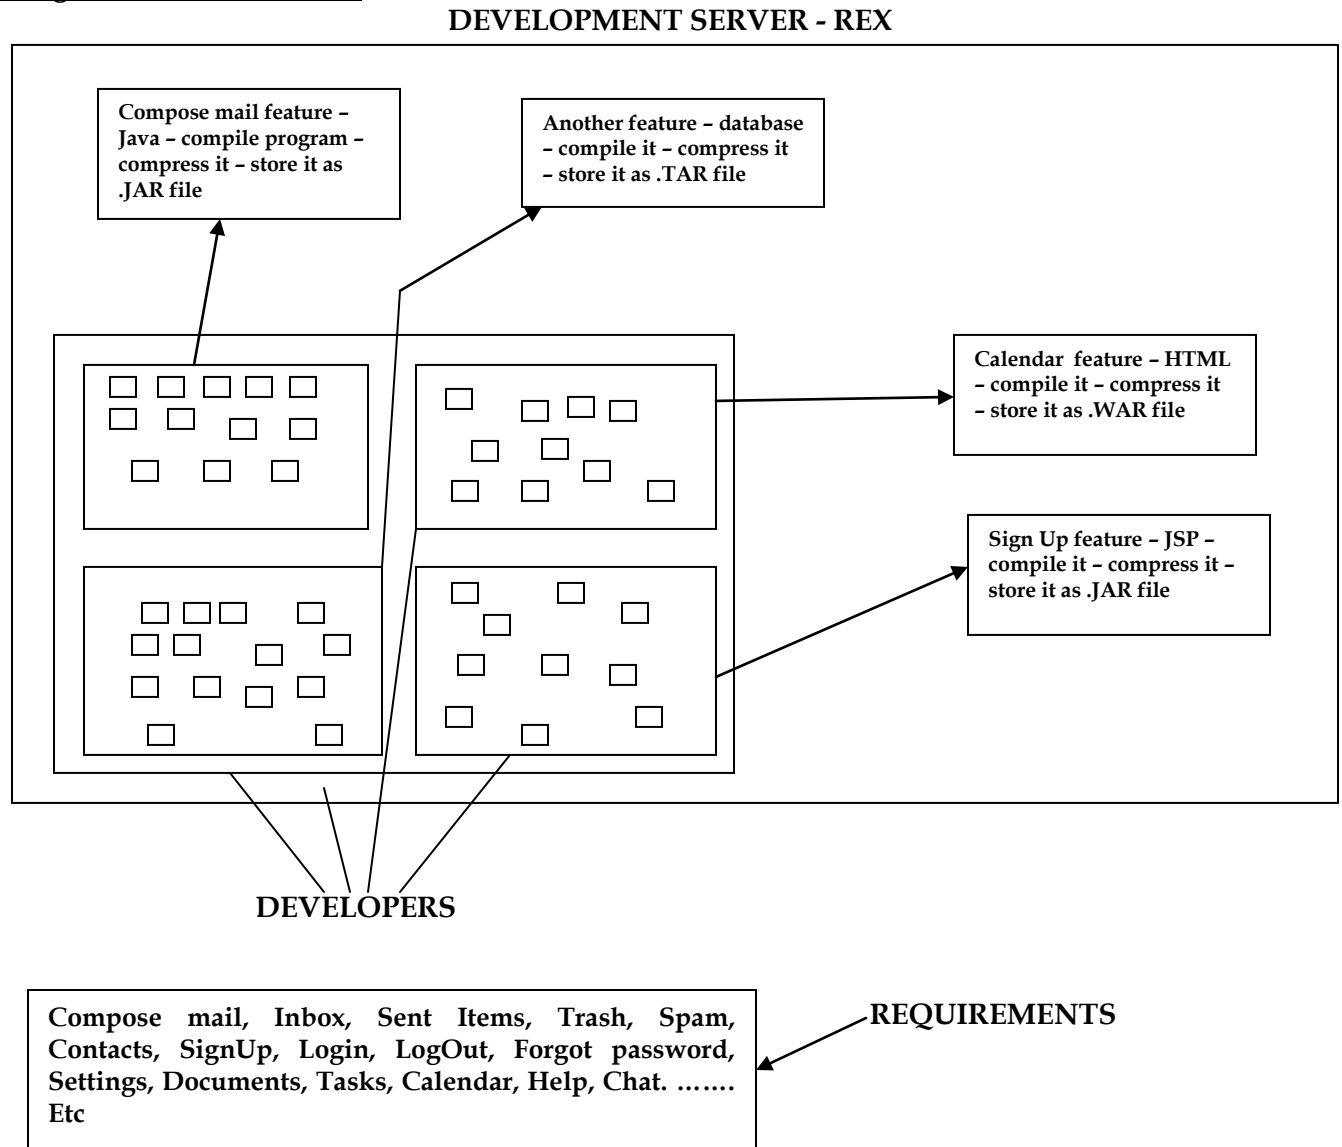 DEVELOPMENT SERVER - REX
Compose mail feature –
Java – compile program –
compress it – store it as
.JAR file
Another feature – database
– compile it – compress it
– store it as .TAR file
Calendar feature – HTML
– compile it – compress it
– store it as .WAR file
Sign Up feature – JSP –
compile it – compress it –
store it as .JAR file
DEVELOPERS
REQUIREMENTS
Compose mail, Inbox, Sent Items, Trash, Spam,
Contacts, SignUp, Login, LogOut, Forgot password,
Settings, Documents, Tasks, Calendar, Help, Chat. .......
Etc